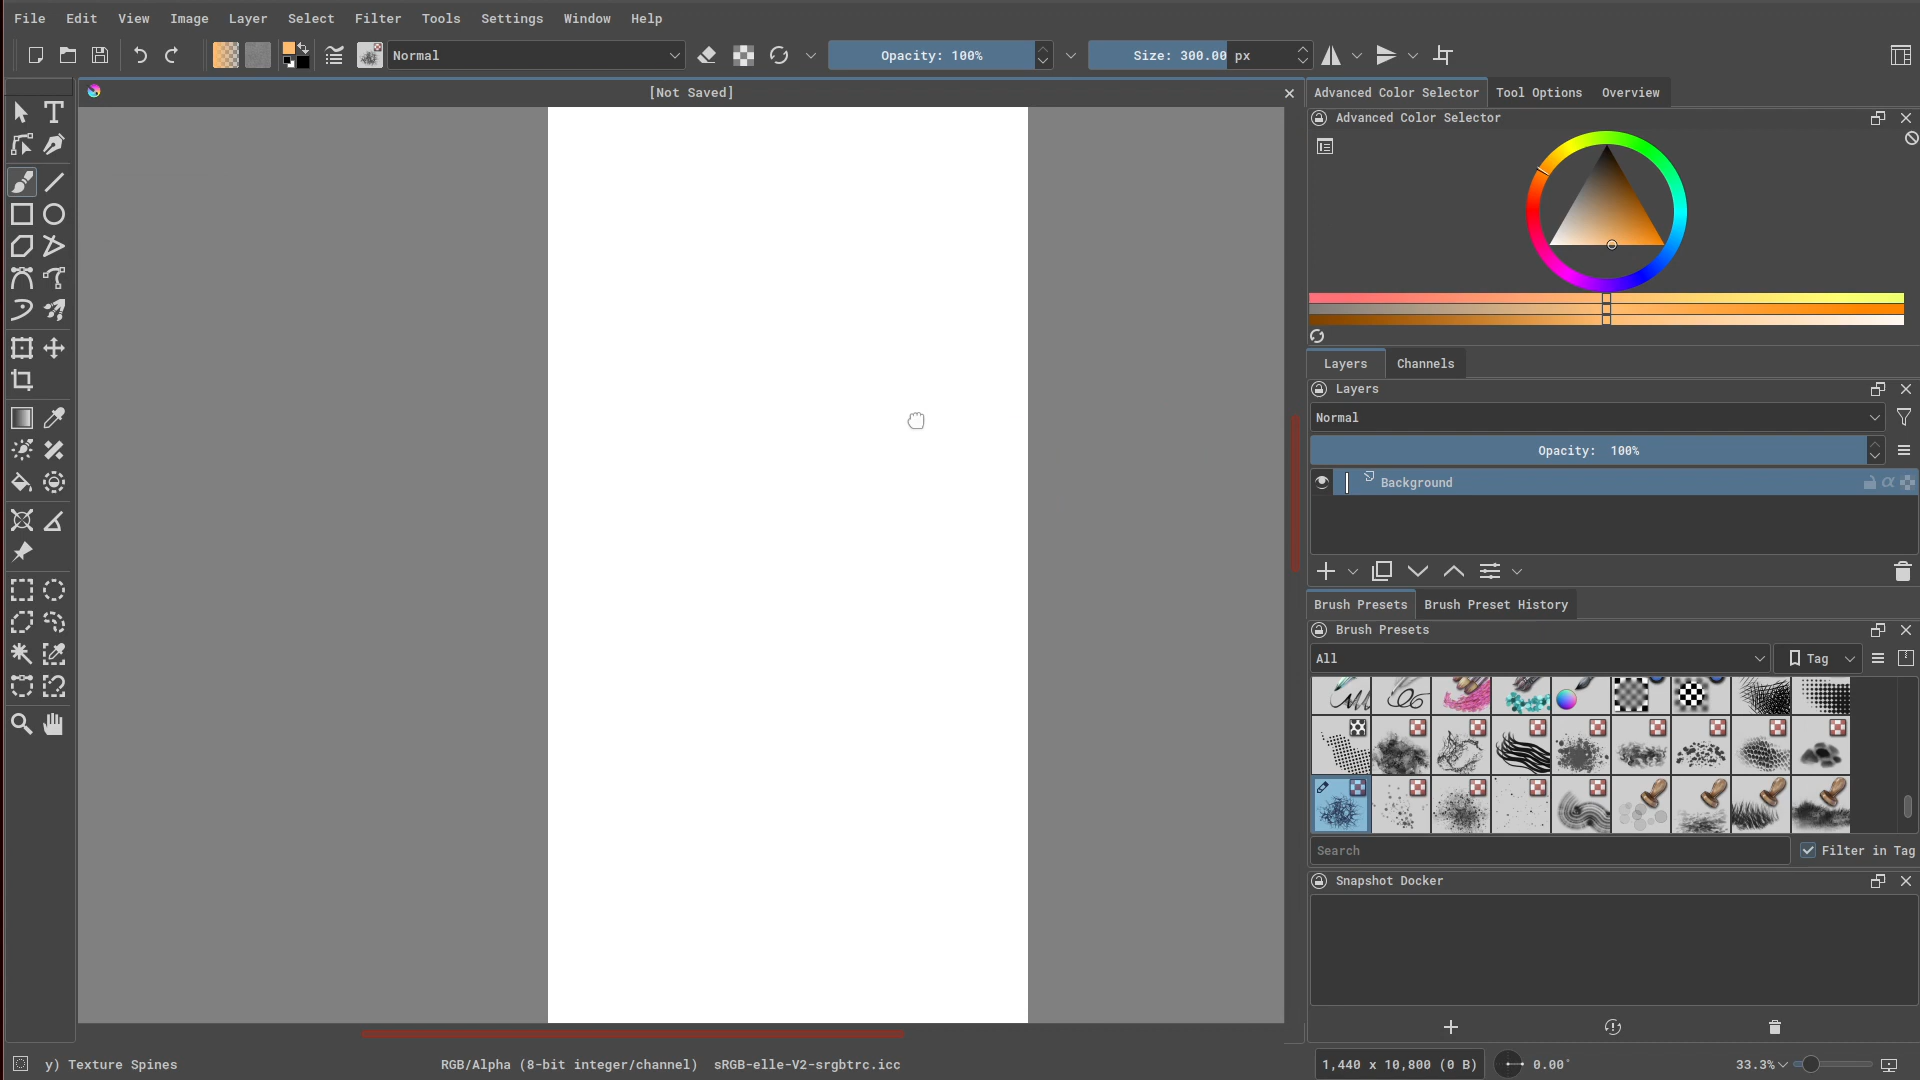 File Edit View Image Layer Select Filter Tools Settings Window Help
Normal
Opacity: 100%
Size: 300.00 px
[Not Saved]
Advanced Color Selector Tool Options Overview
Advanced Color Selector
Layers Channels
Layers
Normal
Opacity: 100%
Background
Brush Presets Brush Preset History
Brush Presets
All
Tag
Search
Filter in Tag
Snapshot Docker
y) Texture Spines
RGB/Alpha (8-bit integer/channel) sRGB-elle-V2-srgbtrc.icc
1,440 x 10,800 (0 B)
0.00°
33.3%